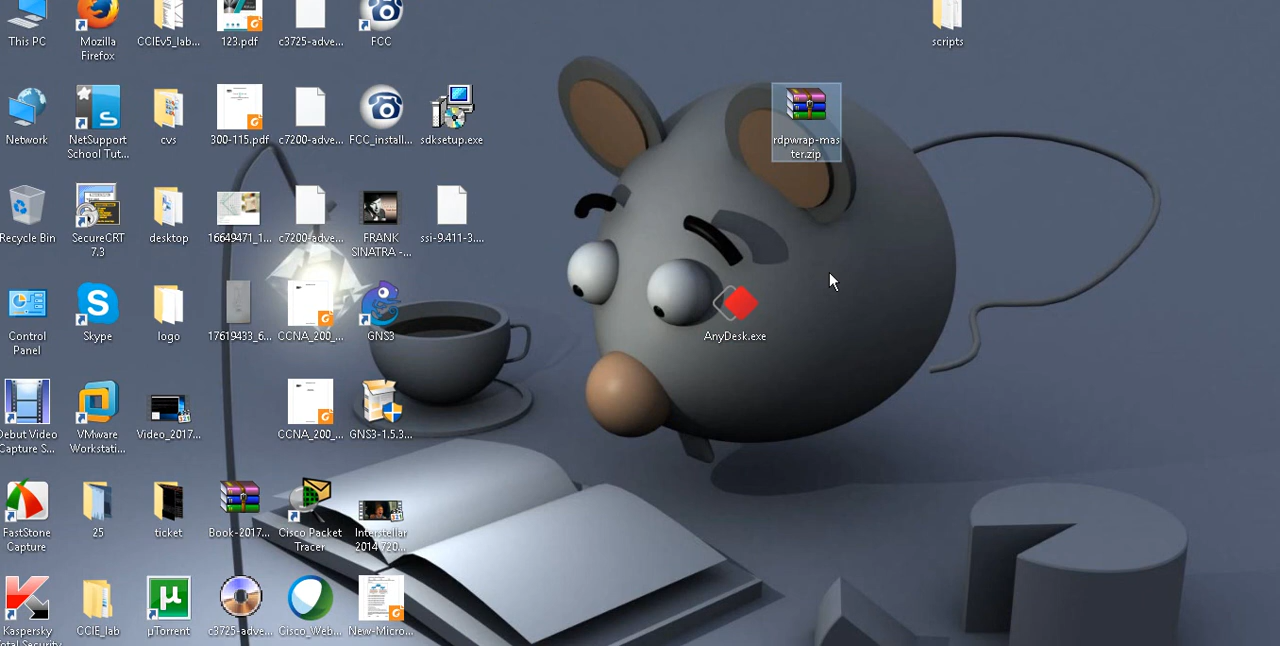 This PC
Mozilla
Firefox
CCIEv5_lab...
123.pdf
c3725-adve...
FCC
scripts
Network
NetSupport
School Tut...
cvs
300-115.pdf
c7200-adve...
FCC_install...
sdksetup.exe
rdpwrap-mas
ter.zip
Recycle Bin
SecureCRT
7.3
desktop
16649471_1...
c7200-adve...
FRANK
SINATRA -...
ssi-9.411-3....
Control
Panel
Skype
logo
17619433_6...
CCNA_200_...
GNS3
AnyDesk.exe
Debut Video
Capture S...
VMware
Workstati...
Video_2017...
CCNA_200_...
GNS3-1.5.3...
FastStone
Capture
25
ticket
Book-2017...
Cisco Packet
Tracer
Interstellar
2014 720...
Kaspersky
Total Security
CCIE_lab
µTorrent
c3725-adve...
Cisco_Web...
New-Micro...